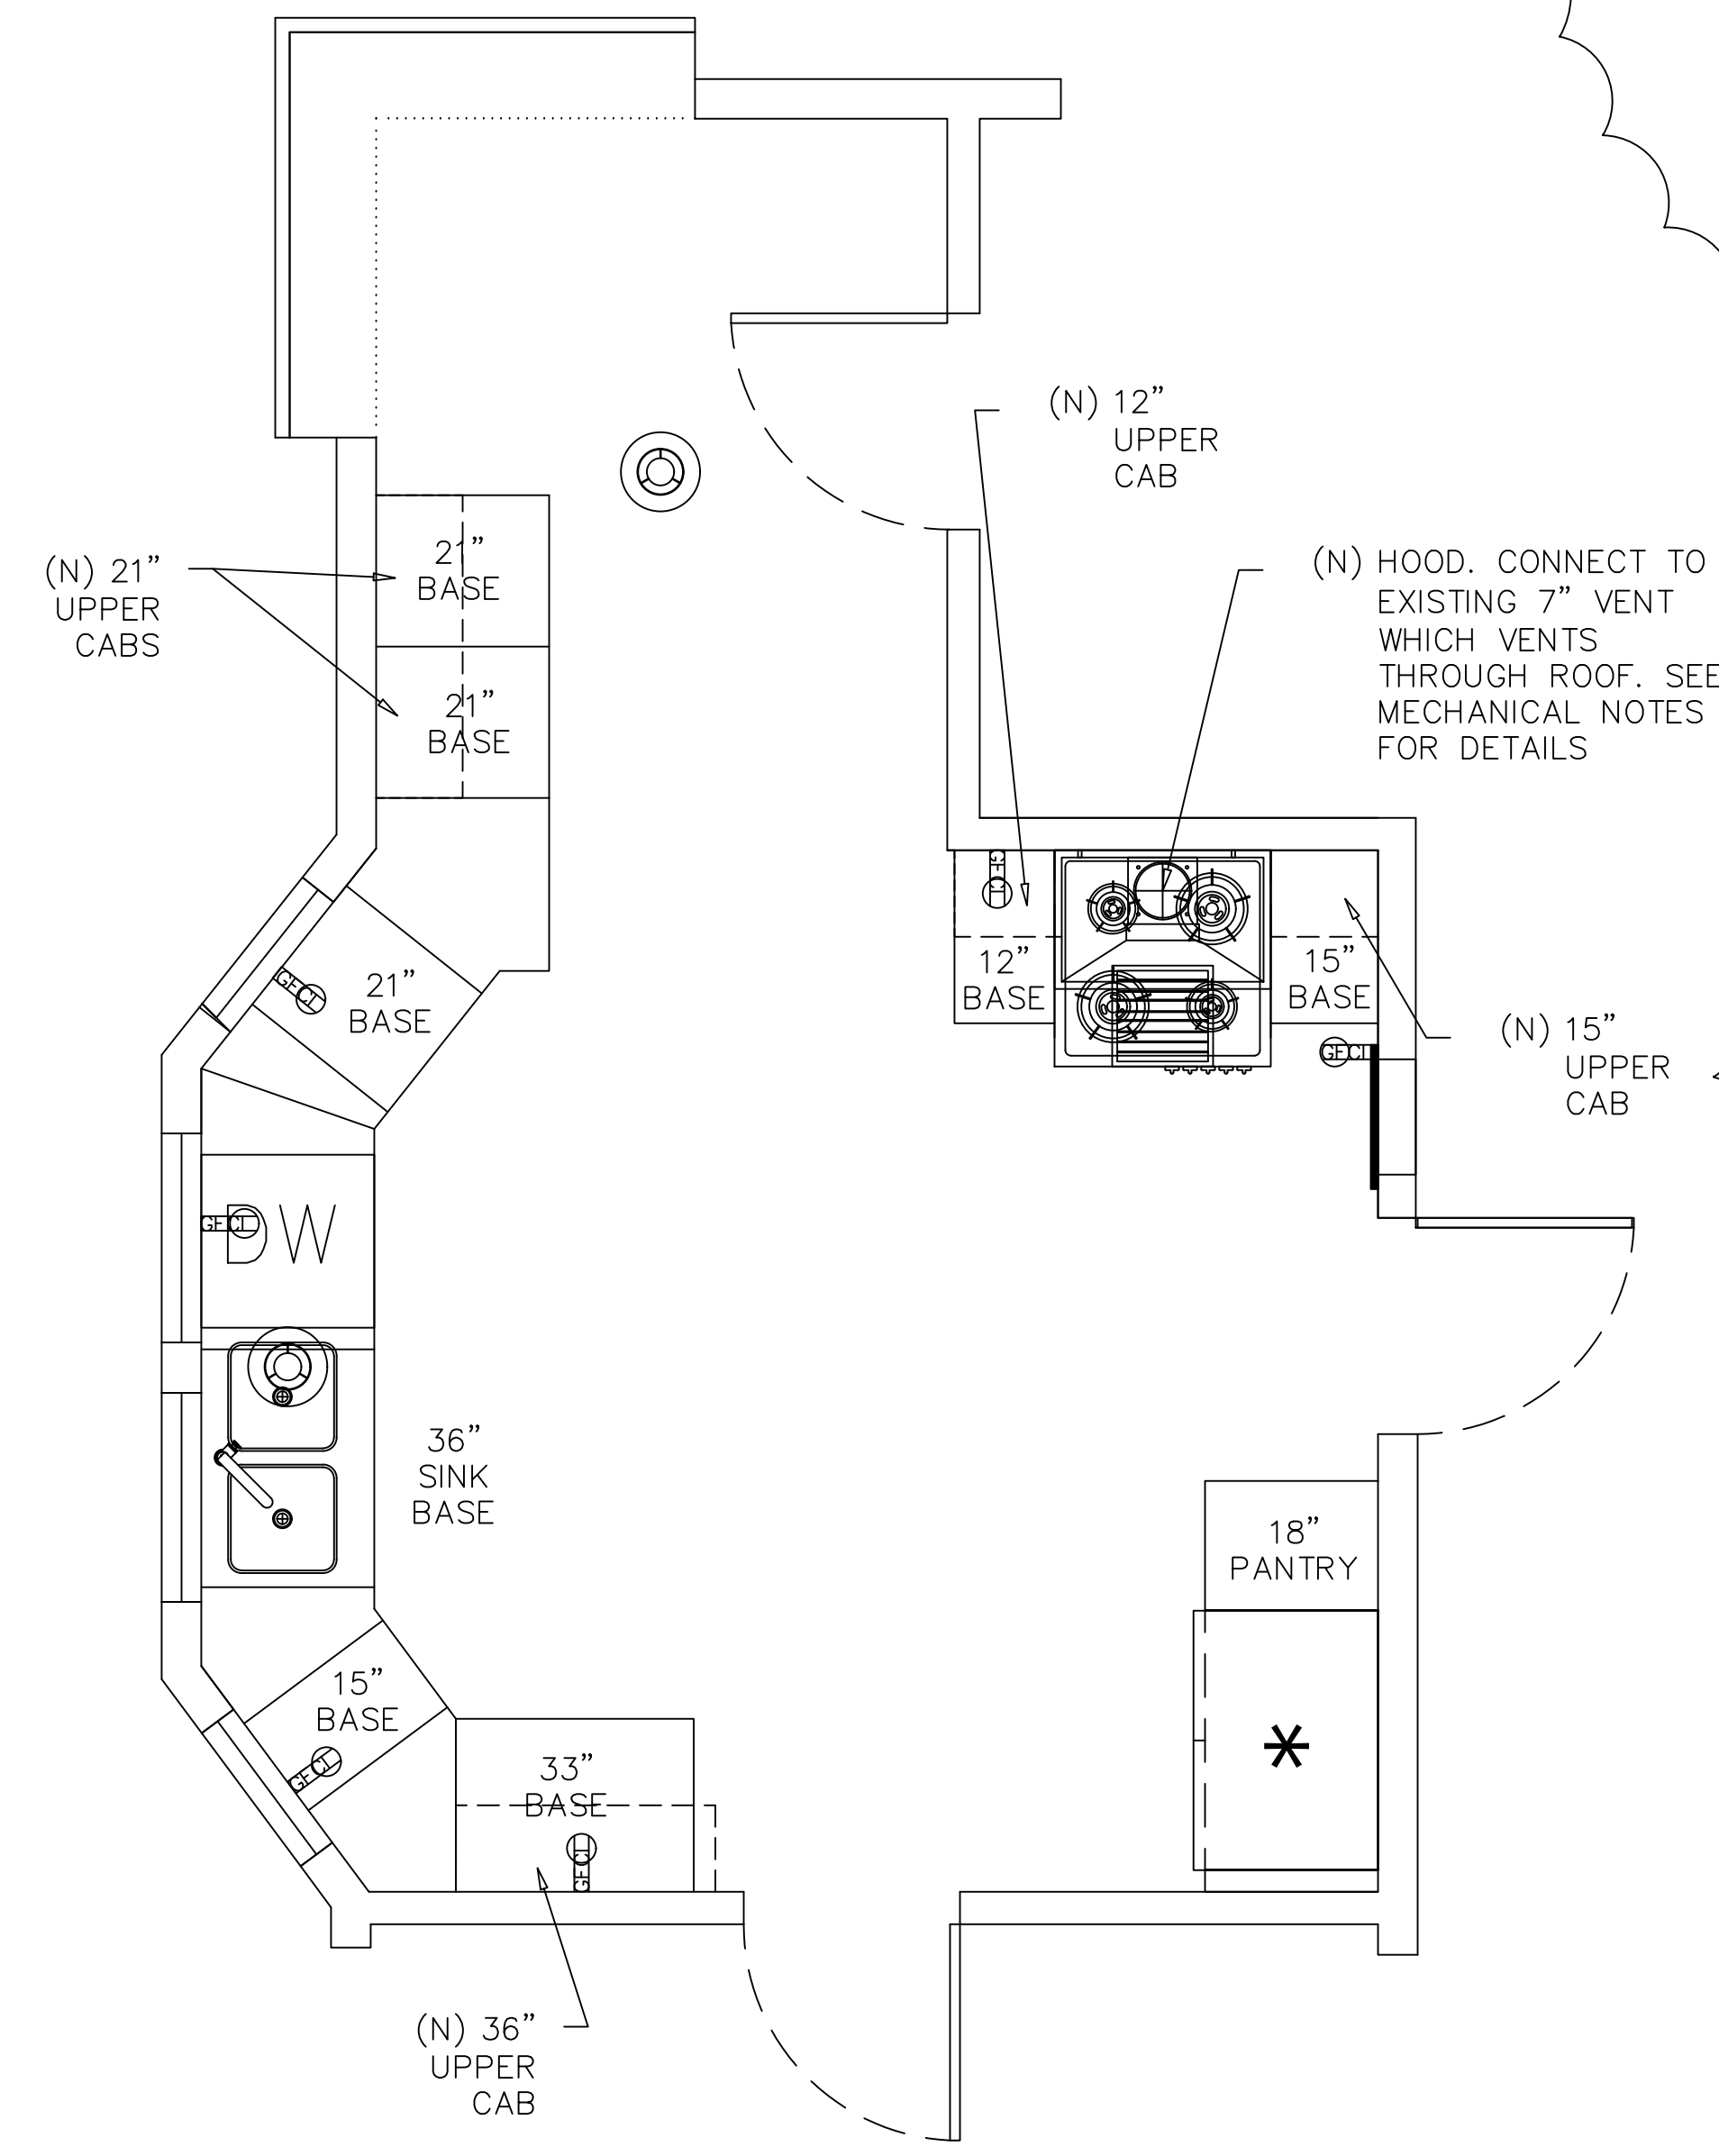 (N) 12”
UPPER
CAB
(N) HOOD. CONNECT TO
EXISTING 7” VENT
WHICH VENTS
THROUGH ROOF. SEE
MECHANICAL NOTES
FOR DETAILS
(N) 21”
UPPER
CABS
21”
BASE
21”
BASE
GFCI
12”
BASE
15”
BASE
GFCI
21”
BASE
GFCI
(N) 15”
UPPER
CAB
GFCI
DW
36”
SINK
BASE
18”
PANTRY
15”
BASE
GFCI
33”
BASE
GFCI
(N) 36”
UPPER
CAB